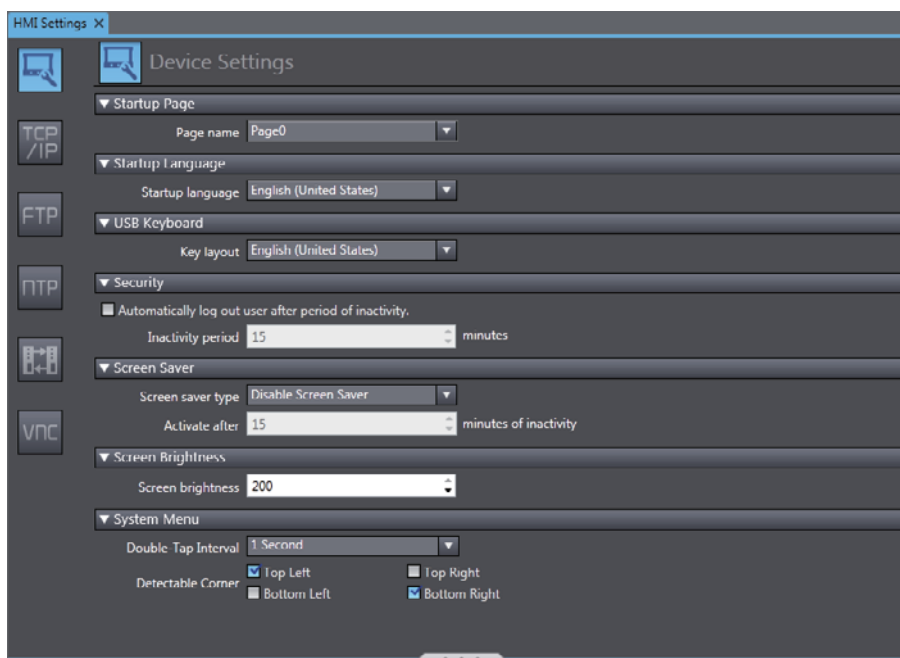 HMI Settings X
Device Settings
Startup Page
Page name Page0
TCP
/IP
Startup Language
Startup language English (United States)
FTP
USB Keyboard
Key layout English (United States)
NTP
Security
Automatically log out user after period of inactivity.
Inactivity period 15 minutes
Screen Saver
Screen saver type Disable Screen Saver
Activate after 15 minutes of inactivity
VNC
Screen Brightness
Screen brightness 200
System Menu
Double-Tap Interval 1 Second
Detectable Corner
Top Left Top Right
Bottom Left Bottom Right